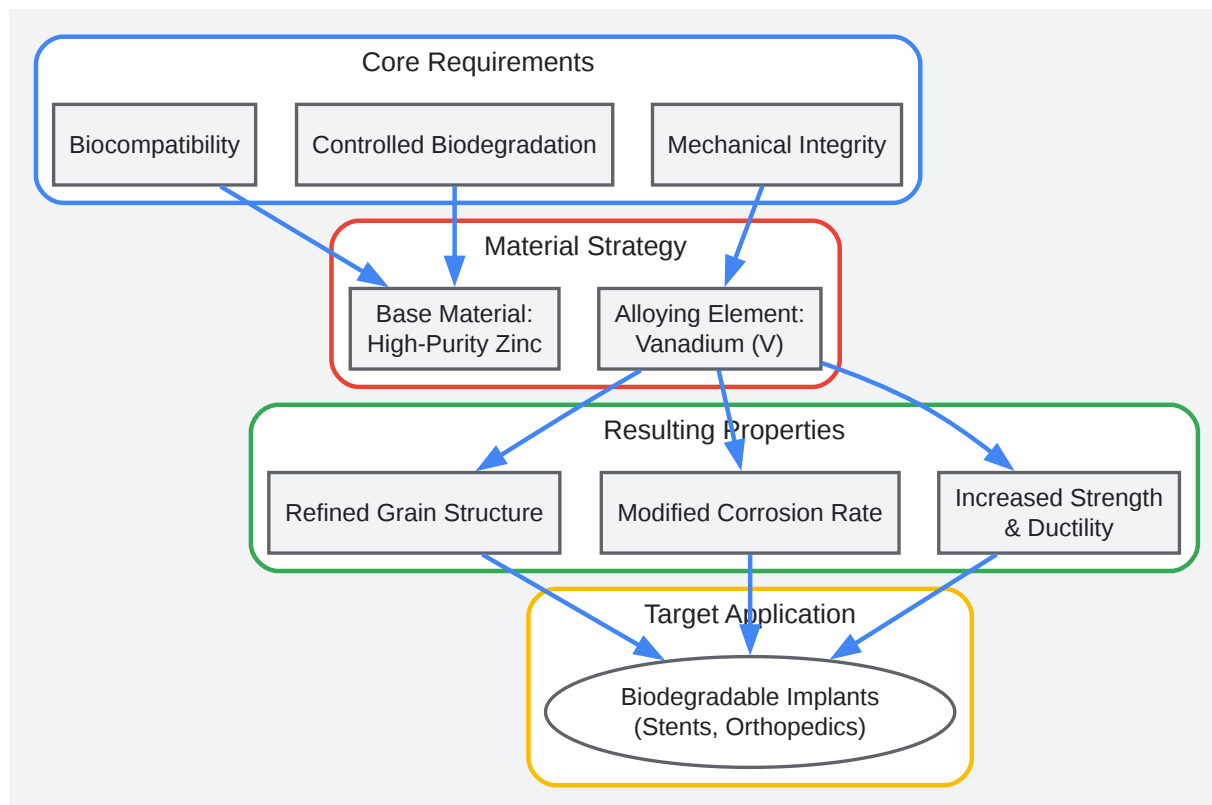 Core Requirements
Biocompatibility
Controlled Biodegradation
Mechanical Integrity
Material Strategy
Base Material:
High-Purity Zinc
Alloying Element:
Vanadium (V)
Resulting Properties
Refined Grain Structure
Modified Corrosion Rate
Increased Strength
& Ductility
Target Application
Biodegradable Implants
(Stents, Orthopedics)